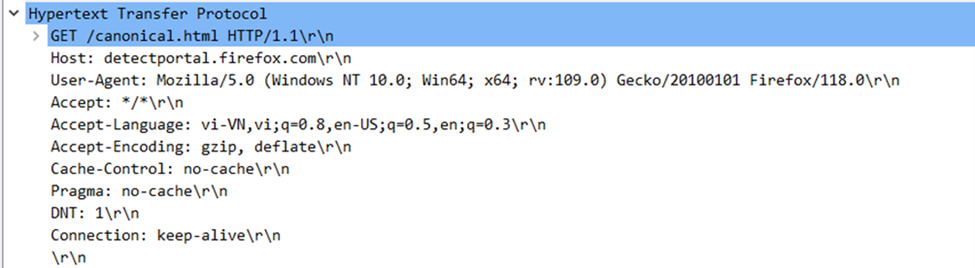 Hypertext Transfer Protocol
GET /canonical.html HTTP/1.1\r\n
Host: detectportal.firefox.com\r\n
User-Agent: Mozilla/5.0 (Windows NT 10.0; Win64; x64; rv:109.0) Gecko/20100101 Firefox/118.0\r\n
Accept: */*\r\n
Accept-Language: vi-VN,vi;q=0.8,en-US;q=0.5,en;q=0.3\r\n
Accept-Encoding: gzip, deflate\r\n
Cache-Control: no-cache\r\n
Pragma: no-cache\r\n
DNT: 1\r\n
Connection: keep-alive\r\n
\r\n